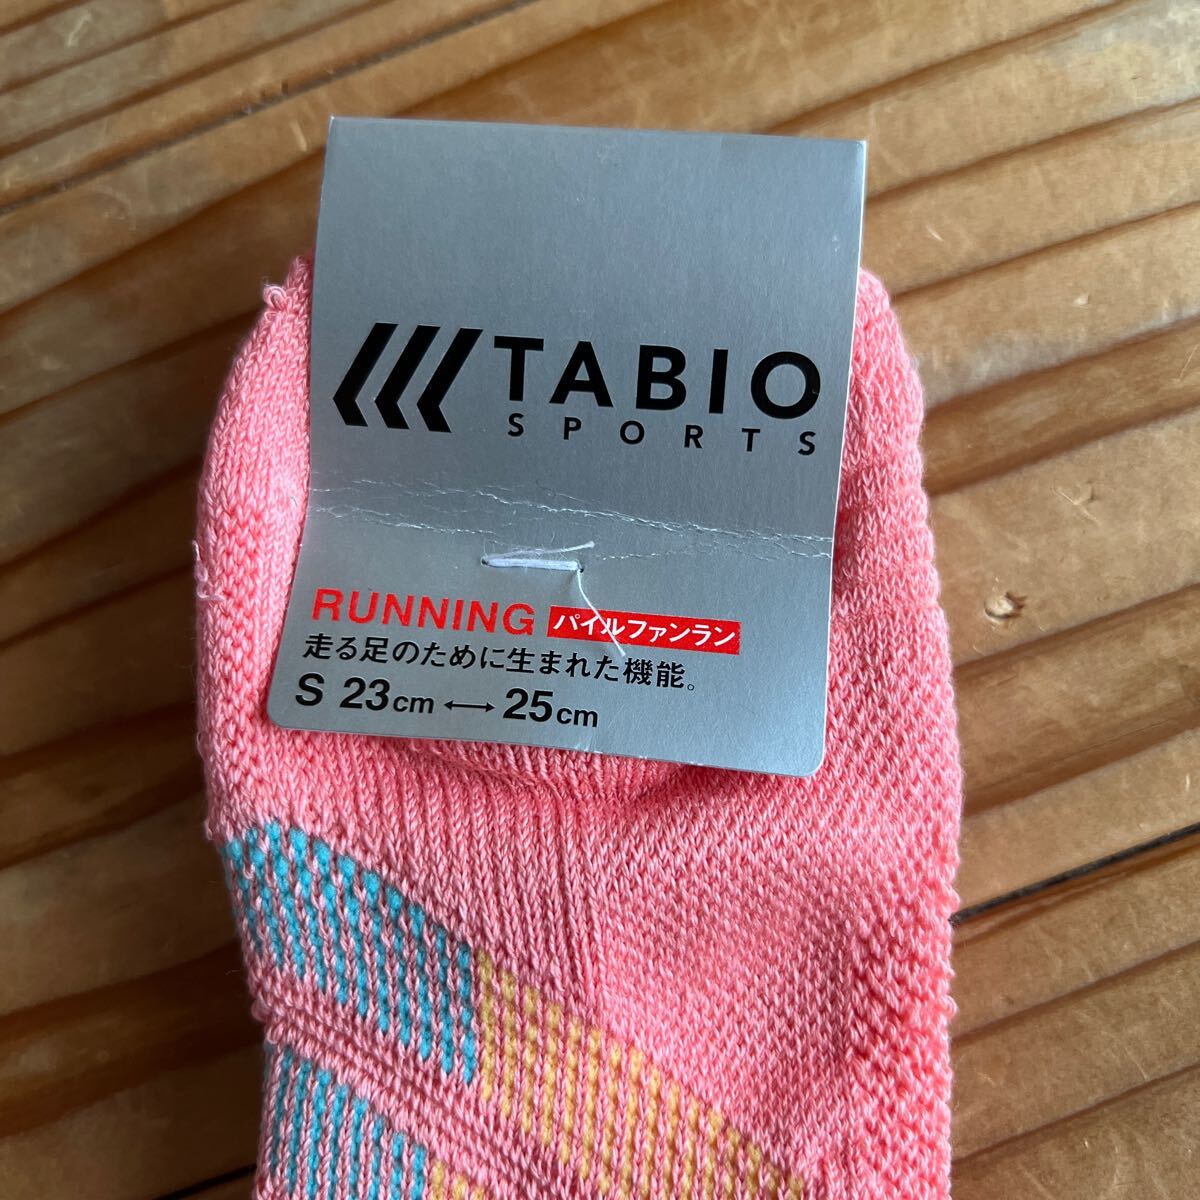 TABIO
SPORTS
RUNNING パイルファンラン
走る足のために生まれた機能。
S 23cm ↔ 25cm